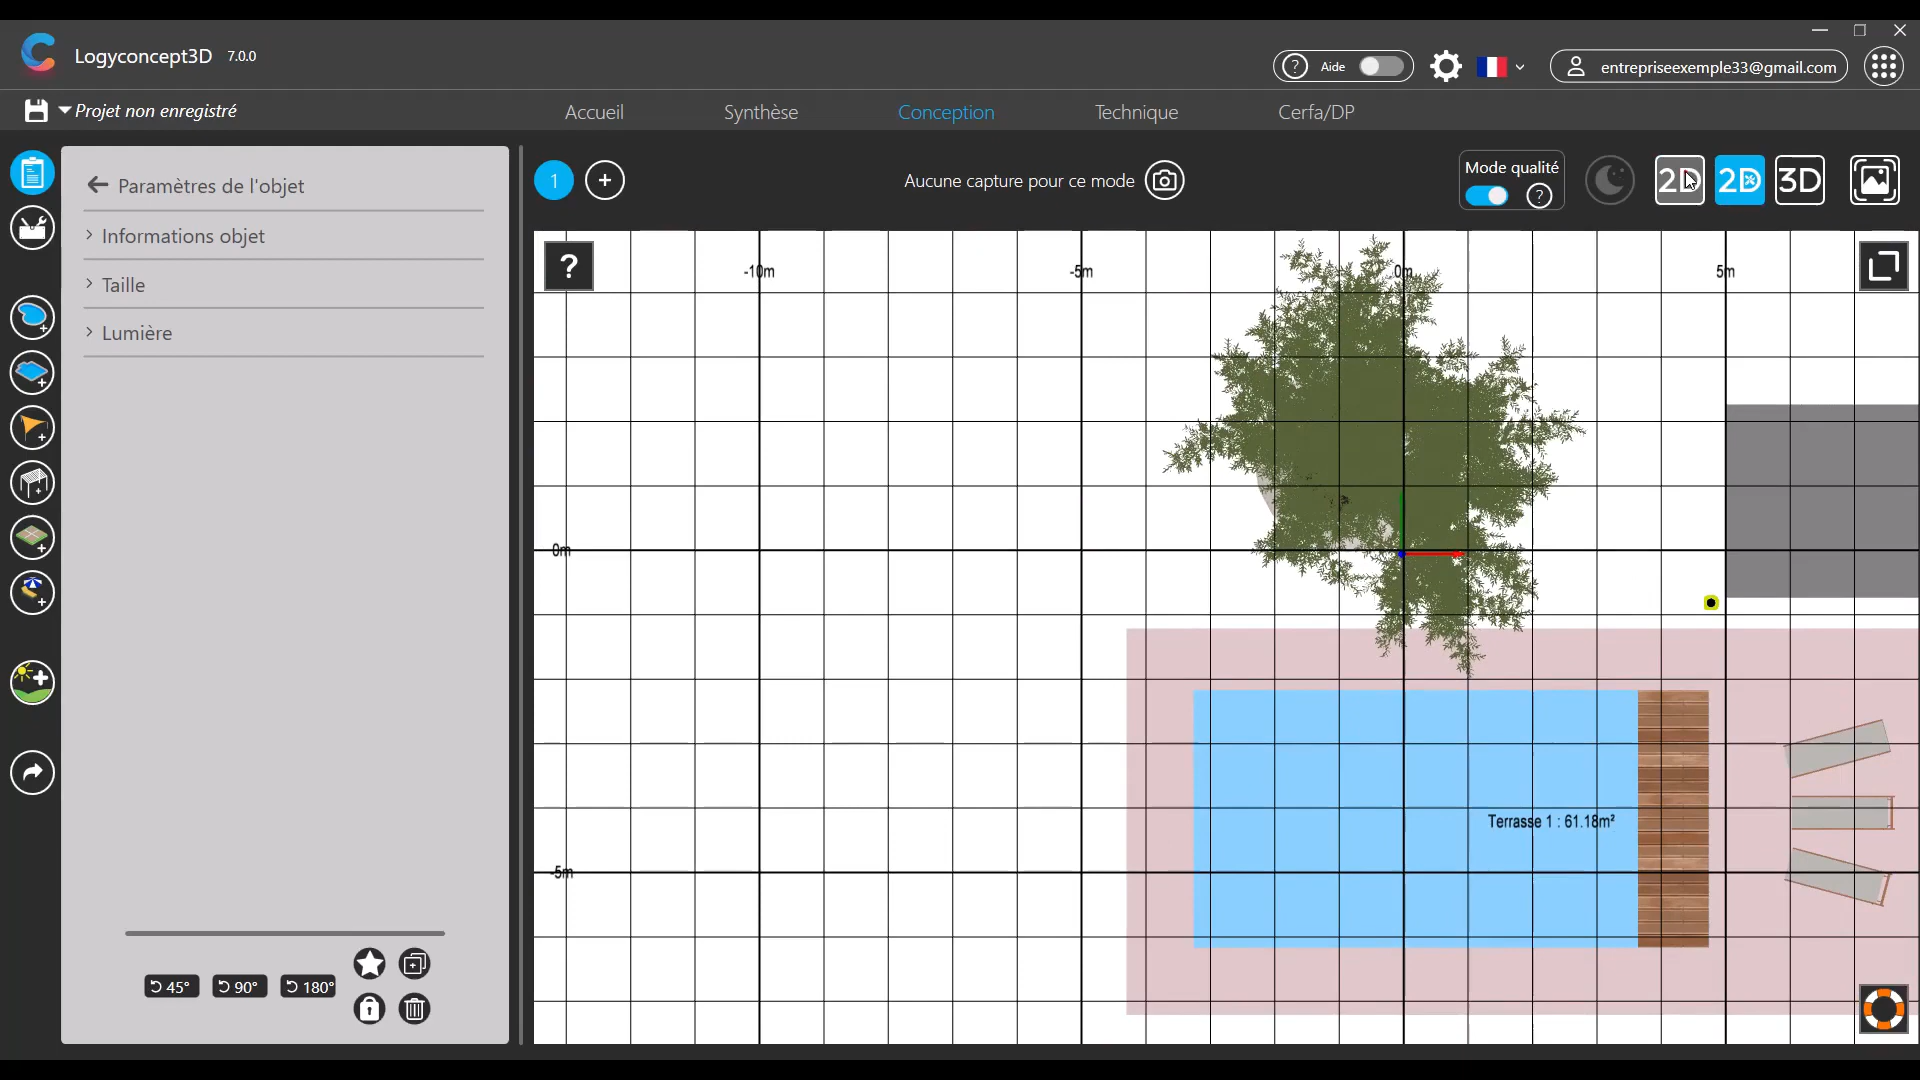 Logyconcept3D 7.0.0
? Aide
entrepriseexemple33@gmail.com
Projet non enregistré
Accueil
Synthèse
Conception
Technique
Cerfa/DP
Paramètres de l'objet
Informations objet
Taille
Lumière
45°
90°
180°
1
+
Aucune capture pour ce mode
Mode qualité
?
2D
2D
3D
?
-10m
-5m
0m
5m
0m
Terrasse 1 : 61.18m²
-5m